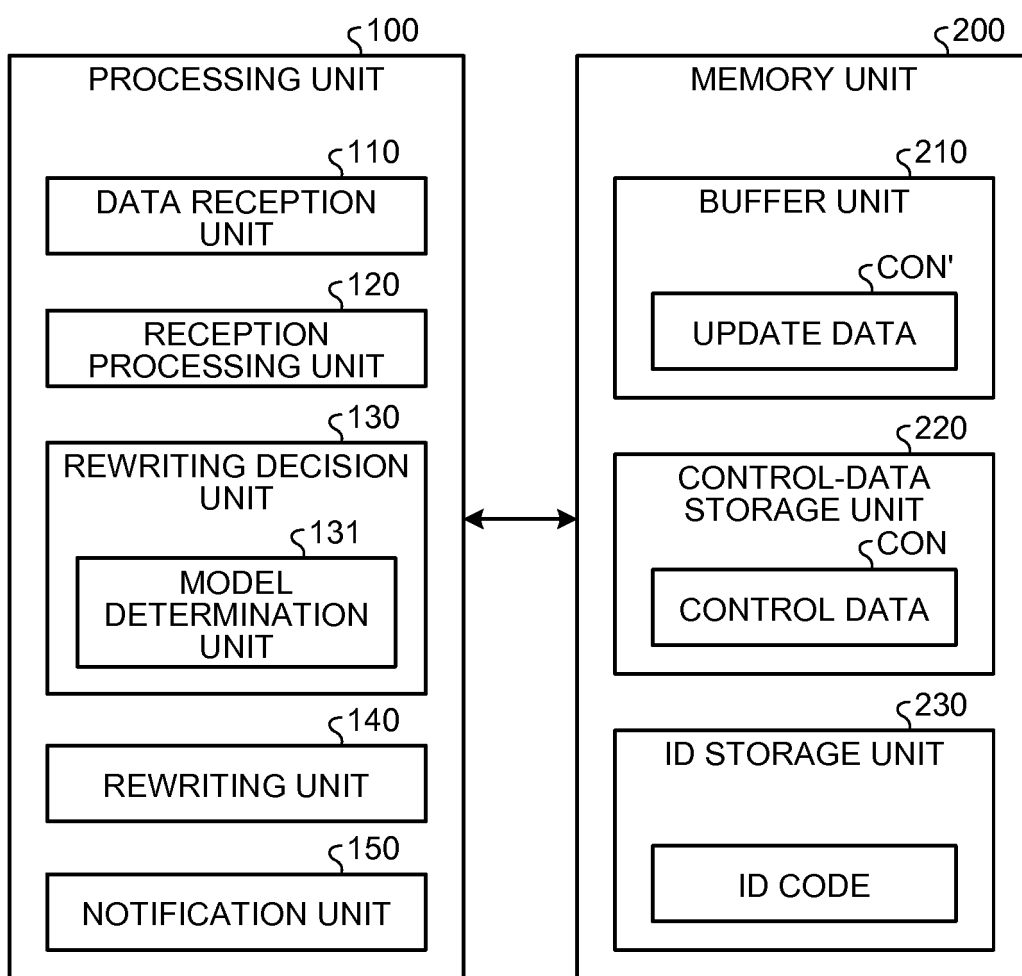 100
PROCESSING UNIT
110
DATA RECEPTION
UNIT
120
RECEPTION
PROCESSING UNIT
130
REWRITING DECISION
UNIT
131
MODEL
DETERMINATION
UNIT
140
REWRITING UNIT
150
NOTIFICATION UNIT
200
MEMORY UNIT
210
BUFFER UNIT
CON'
UPDATE DATA
220
CONTROL-DATA
STORAGE UNIT
CON
CONTROL DATA
230
ID STORAGE UNIT
ID CODE